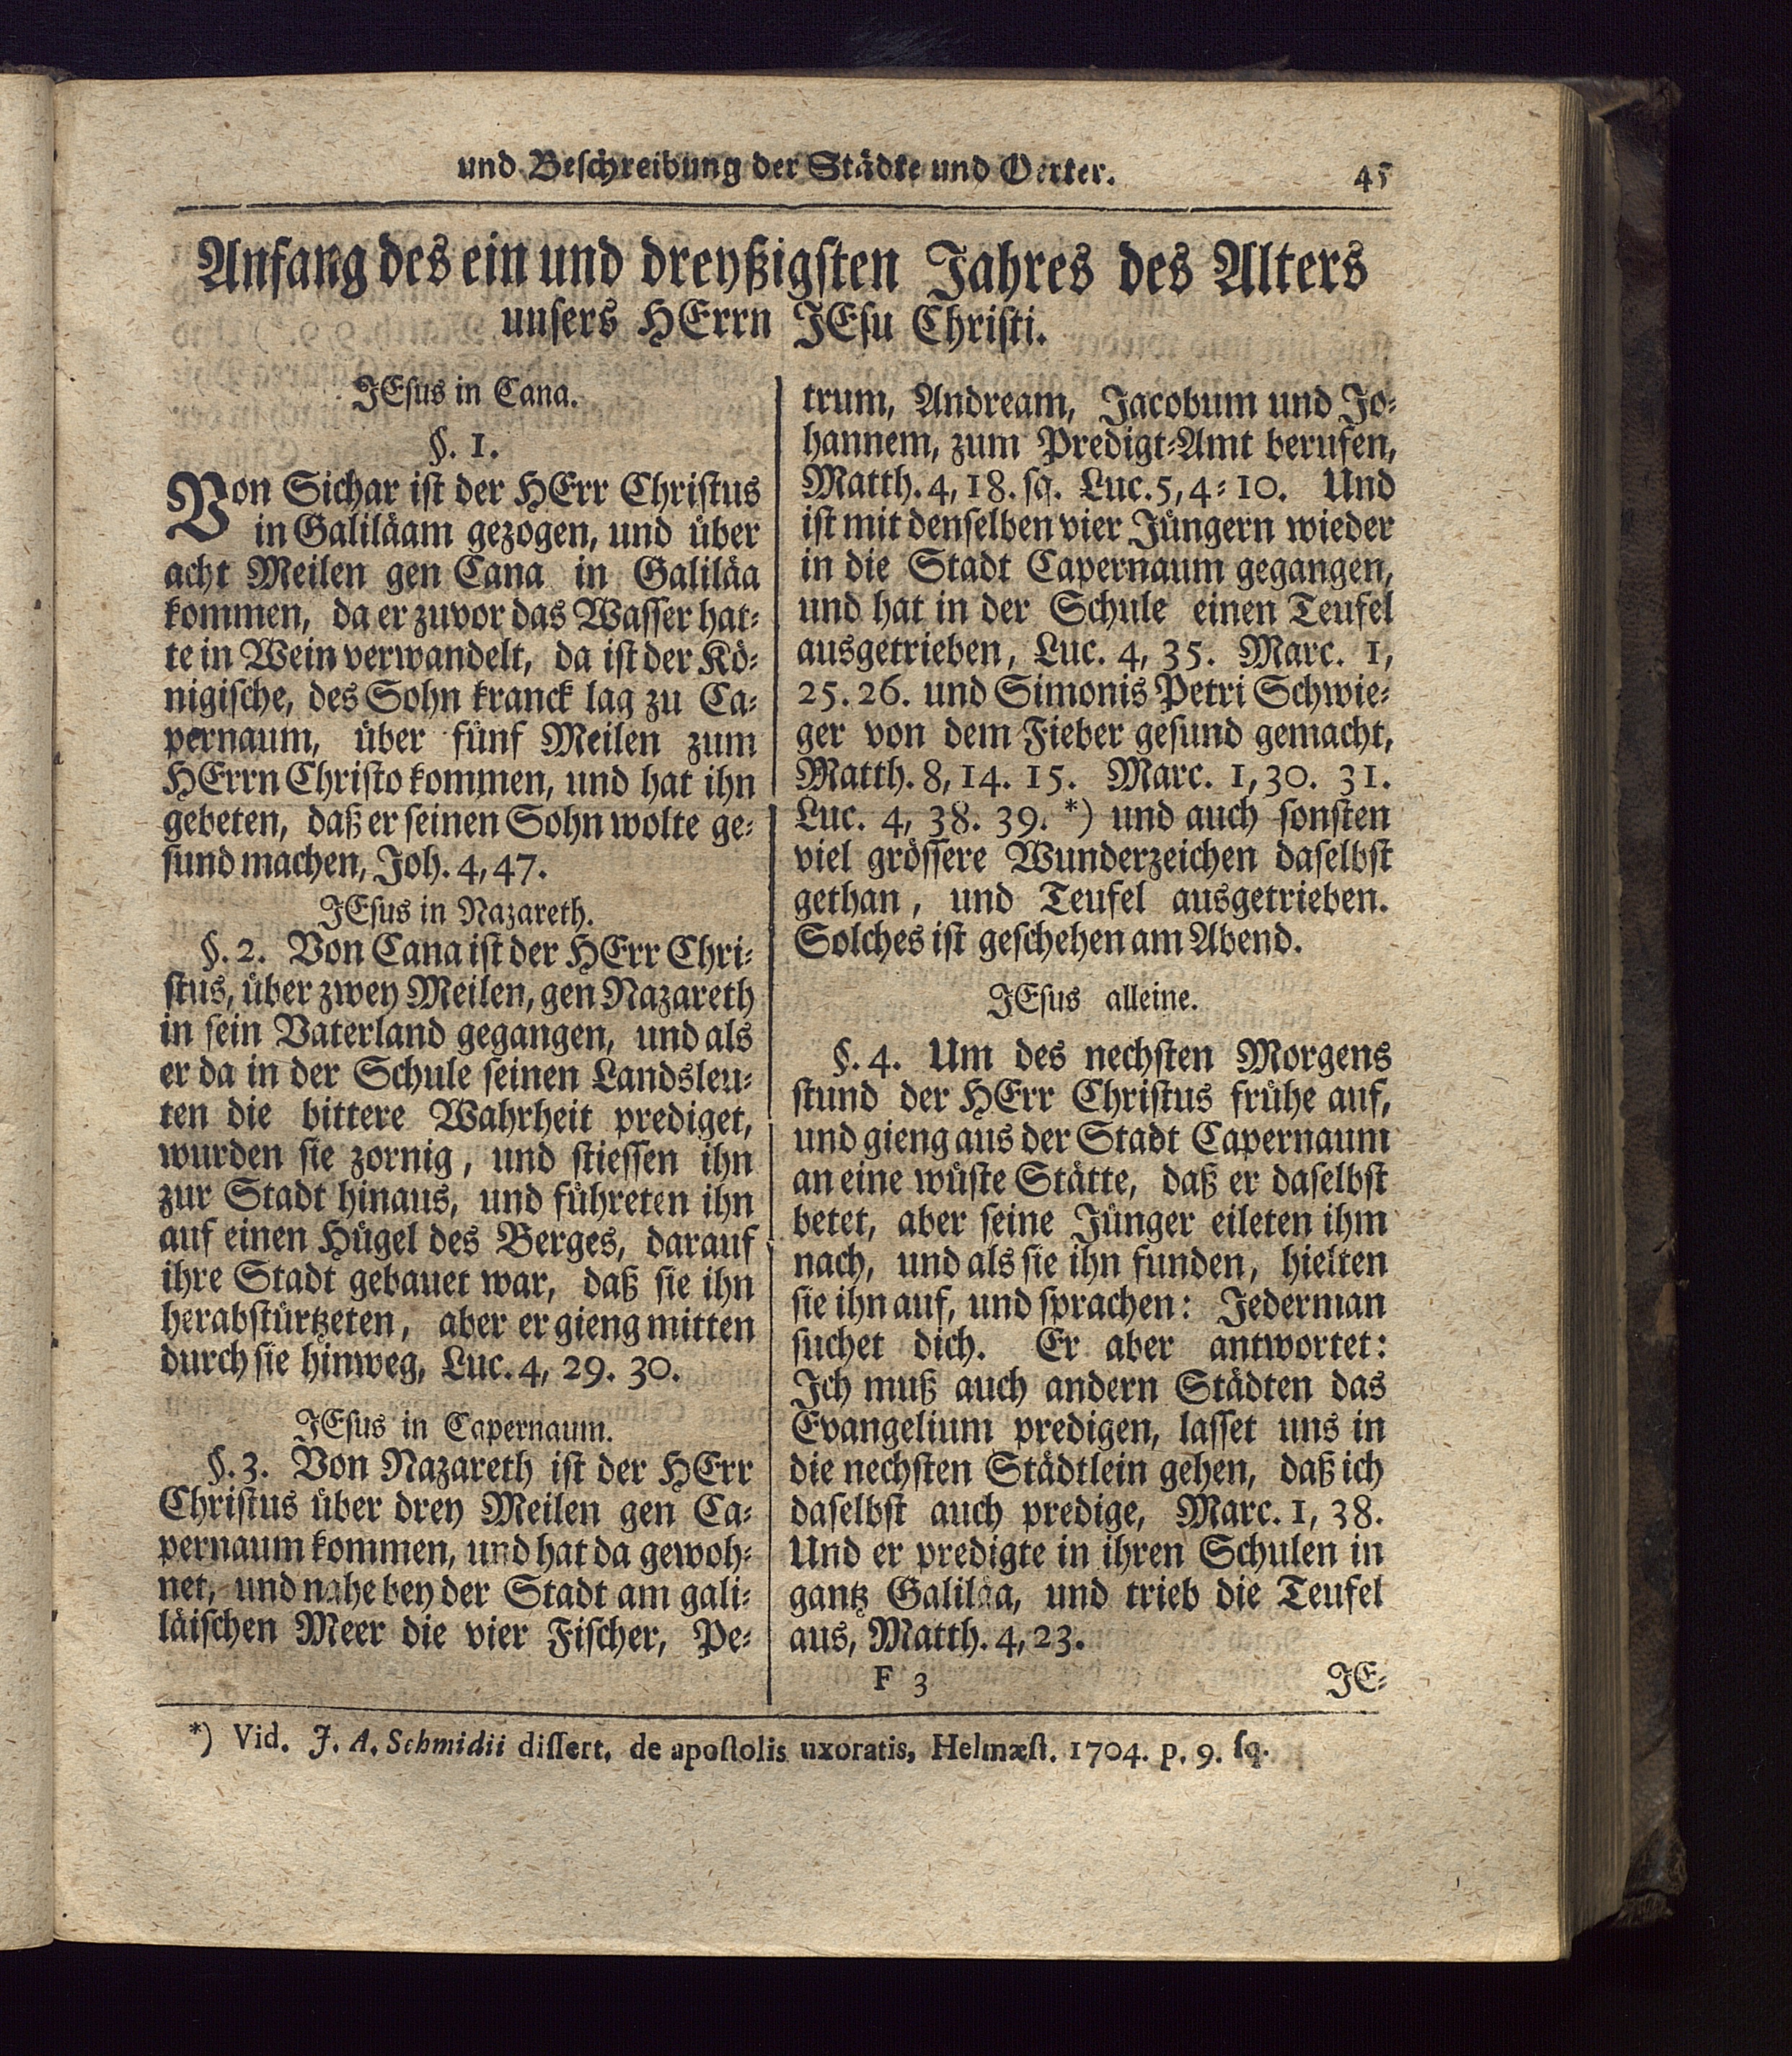 und Beschreibung der Städte und Oerter. 45
Anfang des ein und dreyßigsten Jahres des Alters
unsers HErrn JEsu Christi.
JEsus in Cana.
§. 1.
Von Sichar ist der HErr Christus
in Galiläam gezogen, und über
acht Meilen gen Cana in Galiläa
kommen, da er zuvor das Wasser hat-
te in Wein verwandelt, da ist der Kö-
nigische, des Sohn kranck lag zu Ca-
pernaum, über fünf Meilen zum
HErrn Christo kommen, und hat ihn
gebeten, daß er seinen Sohn wolte ge-
sund machen, Joh. 4, 47.
JEsus in Nazareth.
§. 2. Von Cana ist der HErr Chri-
stus, über zwey Meilen, gen Nazareth
in sein Vaterland gegangen, und als
er da in der Schule seinen Landsleu-
ten die bittere Wahrheit prediget,
wurden sie zornig, und stiessen ihn
zur Stadt hinaus, und führeten ihn
auf einen Hügel des Berges, darauf
ihre Stadt gebauet war, daß sie ihn
herabstürtzeten, aber er gieng mitten
durch sie hinweg, Luc. 4, 29. 30.
JEsus in Capernaum.
§. 3. Von Nazareth ist der HErr
Christus über drey Meilen gen Ca-
pernaum kommen, und hat da gewoh-
net, und nahe bey der Stadt am gali-
läischen Meer die vier Fischer, Pe-
trum, Andream, Jacobum und Jo-
hannem, zum Predigt-Amt berufen,
Matth. 4, 18. sq. Luc. 5, 4-10. Und
ist mit denselben vier Jüngern wieder
in die Stadt Capernaum gegangen,
und hat in der Schule einen Teufel
ausgetrieben, Luc. 4, 35. Marc. 1,
25. 26. und Simonis Petri Schwie-
ger von dem Fieber gesund gemacht,
Matth. 8, 14. 15. Marc. 1, 30. 31.
Luc. 4, 38. 39. *) und auch sonsten
viel grössere Wunderzeichen daselbst
gethan, und Teufel ausgetrieben.
Solches ist geschehen am Abend.
JEsus alleine.
§. 4. Um des nechsten Morgens
stund der HErr Christus frühe auf,
und gieng aus der Stadt Capernaum
an eine wüste Stätte, daß er daselbst
betet, aber seine Jünger eileten ihm
nach, und als sie ihn funden, hielten
sie ihn auf, und sprachen: Jederman
suchet dich. Er aber antwortet:
Ich muß auch andern Städten das
Evangelium predigen, lasset uns in
die nechsten Städtlein gehen, daß ich
daselbst auch predige, Marc. 1, 38.
Und er predigte in ihren Schulen in
gantz Galiläa, und trieb die Teufel
aus, Matth. 4, 23.
F 3 JE-
*) Vid. J. A. Schmidii dissert. de apostolis uxoratis, Helmæst. 1704. p. 9. sq.